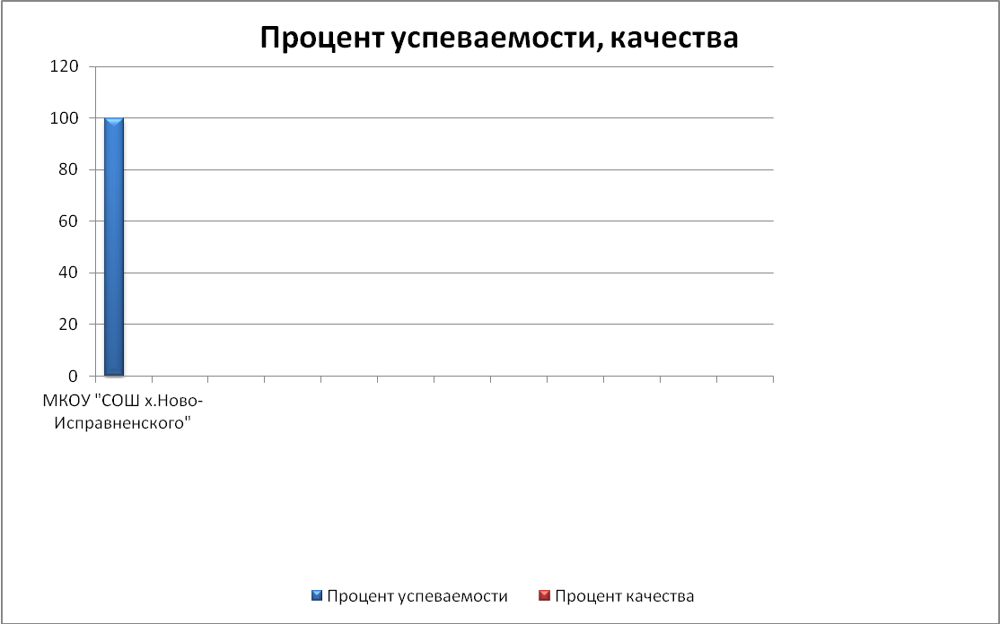 Процент успеваемости, качества
120
100
80
60
40
20
0
МКОУ "СОШ х.Ново-
Исправненского"
Процент успеваемости
Процент качества